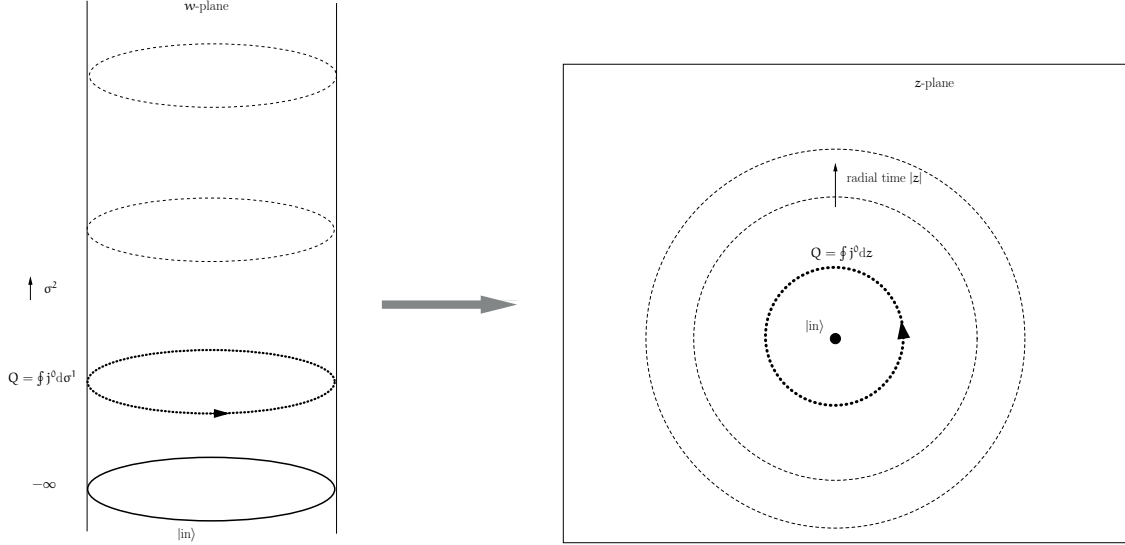 w-plane
σ²
Q = ∮ j⁰dσ¹
−∞
|in⟩
z-plane
radial time |z|
Q = ∮ j⁰dz
|in⟩